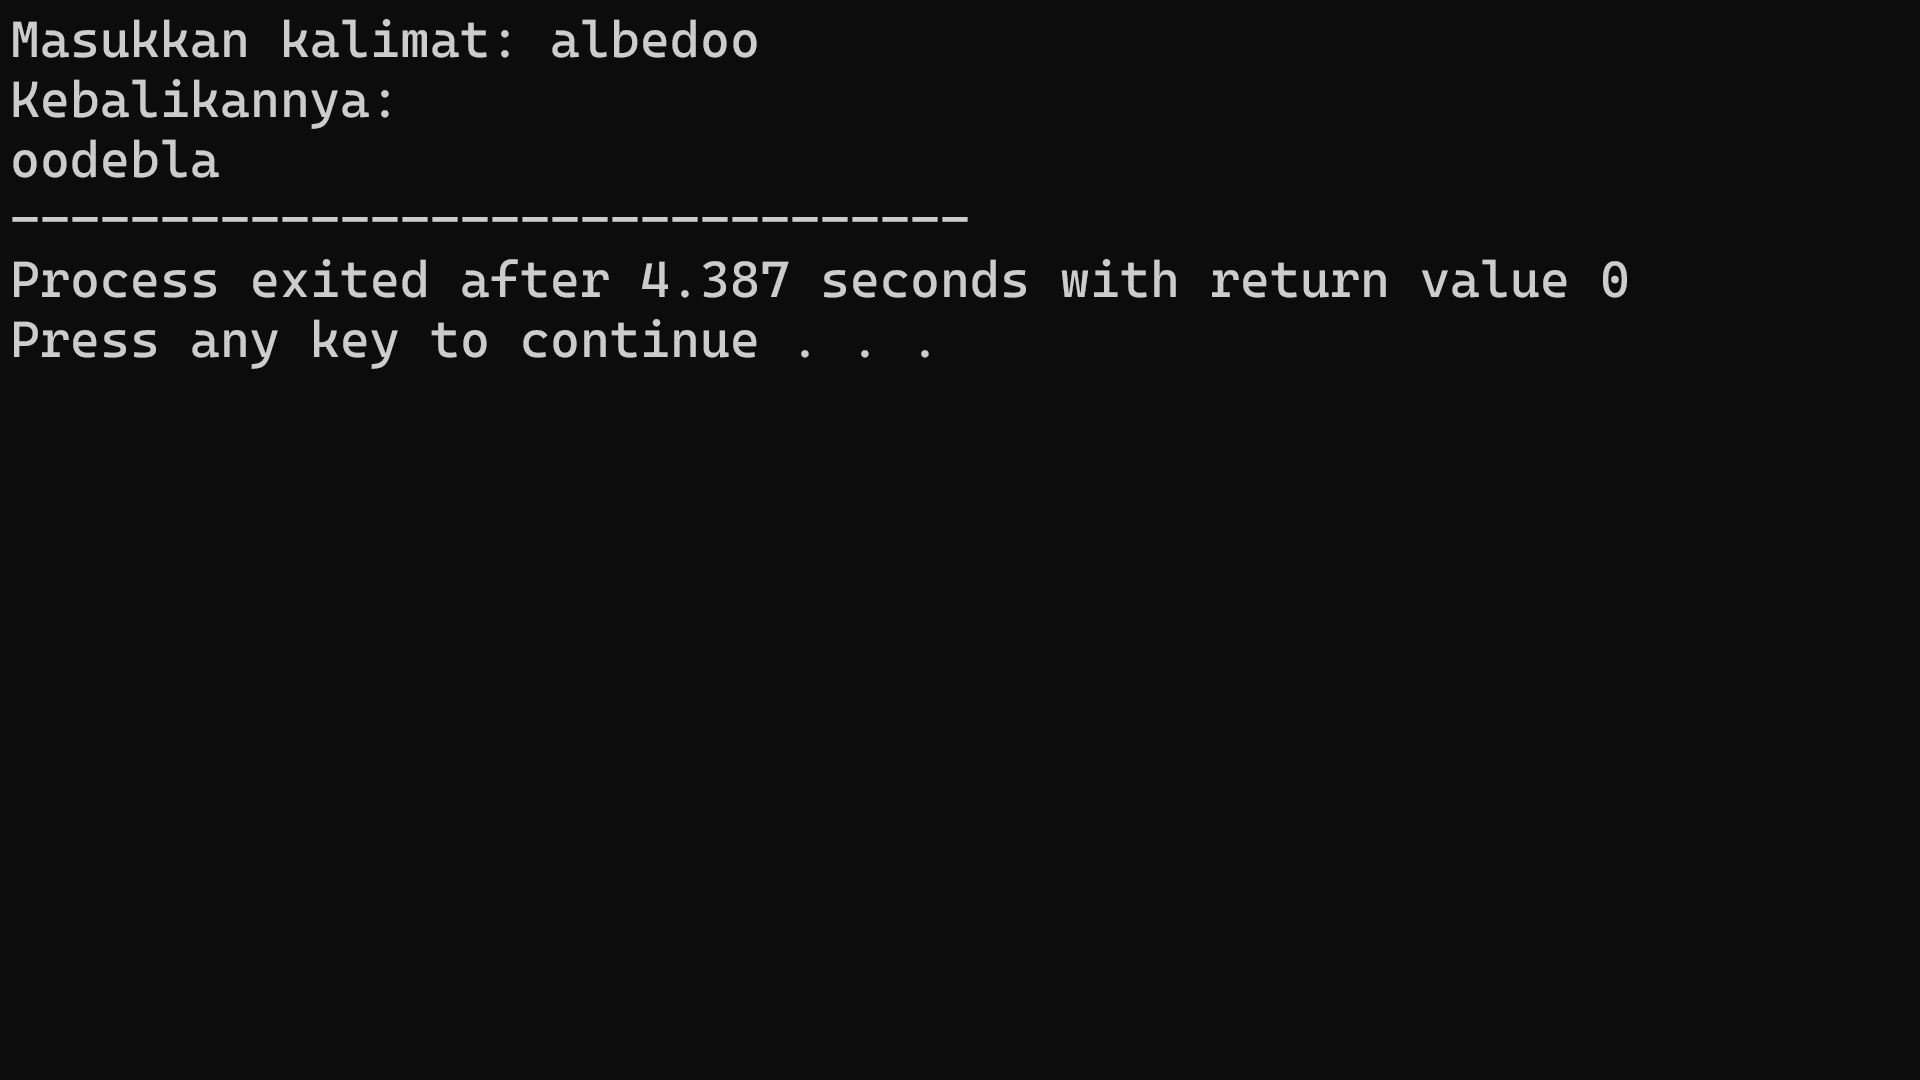 Masukkan kalimat: albedoo
Kebalikannya:
oodebla
--------------------------------
Process exited after 4.387 seconds with return value 0
Press any key to continue . . .